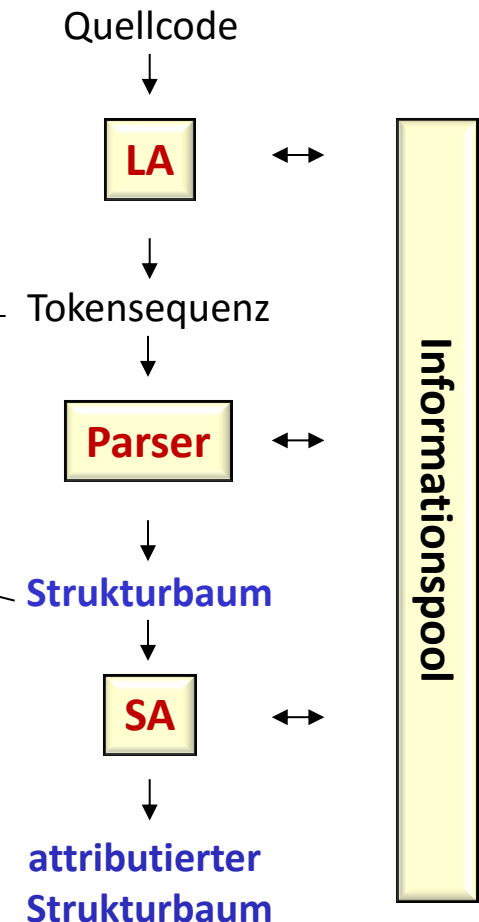 Quellcode
LA
Tokensequenz
Parser
Strukturbaum
SA
attributierter
Strukturbaum
Informationspool